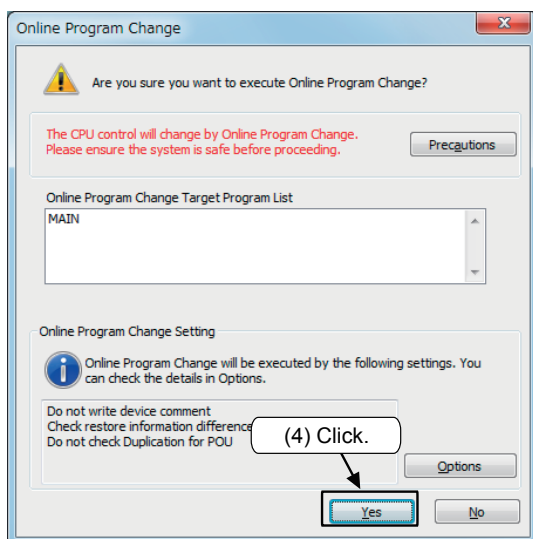 Online Program Change
Are you sure you want to execute Online Program Change?
The CPU control will change by Online Program Change.
Please ensure the system is safe before proceeding.
Precautions
Online Program Change Target Program List
MAIN
Online Program Change Setting
Online Program Change will be executed by the following settings. You
can check the details in Options.
Do not write device comment
Check restore information difference
Do not check Duplication for POU
(4) Click.
Options
Yes
No